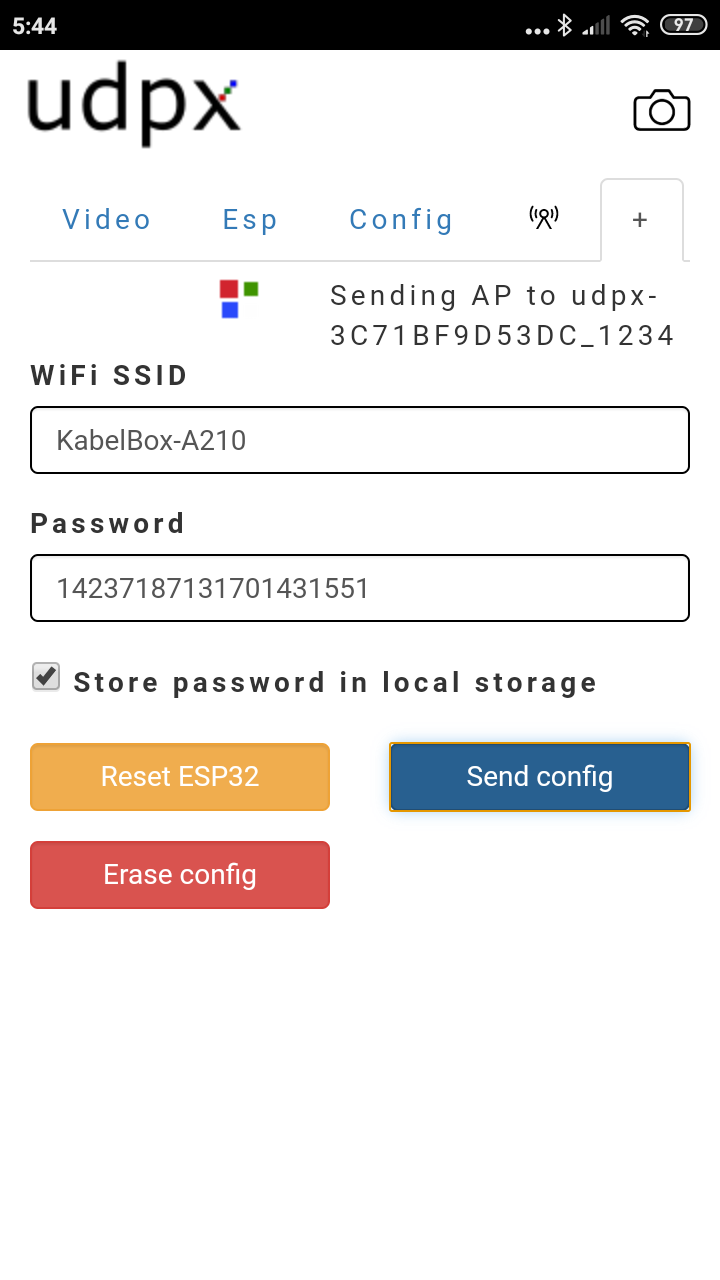 5:44
97
udpx
Video Esp Config +
Sending AP to udpx-
3C71BF9D53DC_1234
WiFi SSID
KabelBox-A210
Password
14237187131701431551
Store password in local storage
Reset ESP32 Send config
Erase config